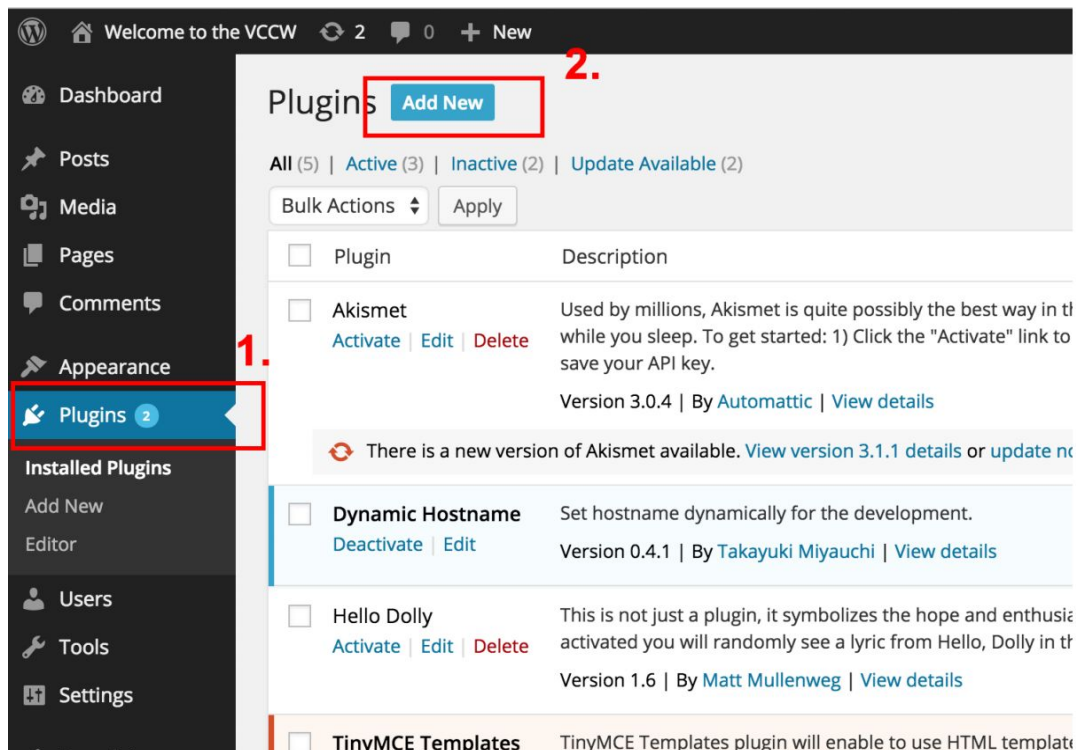 Welcome to the VCCW 2 0 + New
2.
Dashboard
Posts
Media
Pages
Comments
1.
Appearance
Plugins 2
Installed Plugins
Add New
Editor
Users
Tools
Settings
Plugins Add New
All (5) | Active (3) | Inactive (2) | Update Available (2)
Bulk Actions Apply
Plugin Description
Akismet
Activate | Edit | Delete
Used by millions, Akismet is quite possibly the best way in
while you sleep. To get started: 1) Click the "Activate" link to
save your API key.
Version 3.0.4 | By Automattic | View details
There is a new version of Akismet available. View version 3.1.1 details or update
Dynamic Hostname
Deactivate | Edit
Set hostname dynamically for the development.
Version 0.4.1 | By Takayuki Miyauchi | View details
Hello Dolly
Activate | Edit | Delete
This is not just a plugin, it symbolizes the hope and
activated you will randomly see a lyric from Hello, Dolly in
Version 1.6 | By Matt Mullenweg | View details
TinyMCE Templates
TinyMCE Templates plugin will enable to use HTML